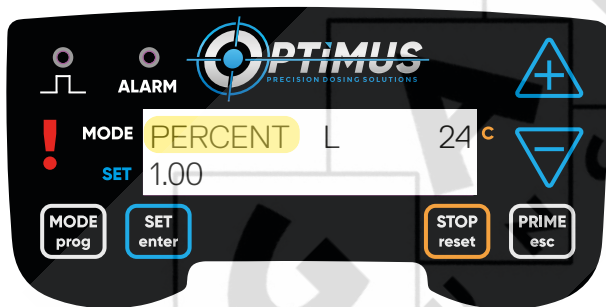 OPTIMUS
PRECISION DOSING SOLUTIONS
ALARM
MODE PERCENT L 24 C
SET 1.00
MODE prog
SET enter
STOP reset
PRIME esc